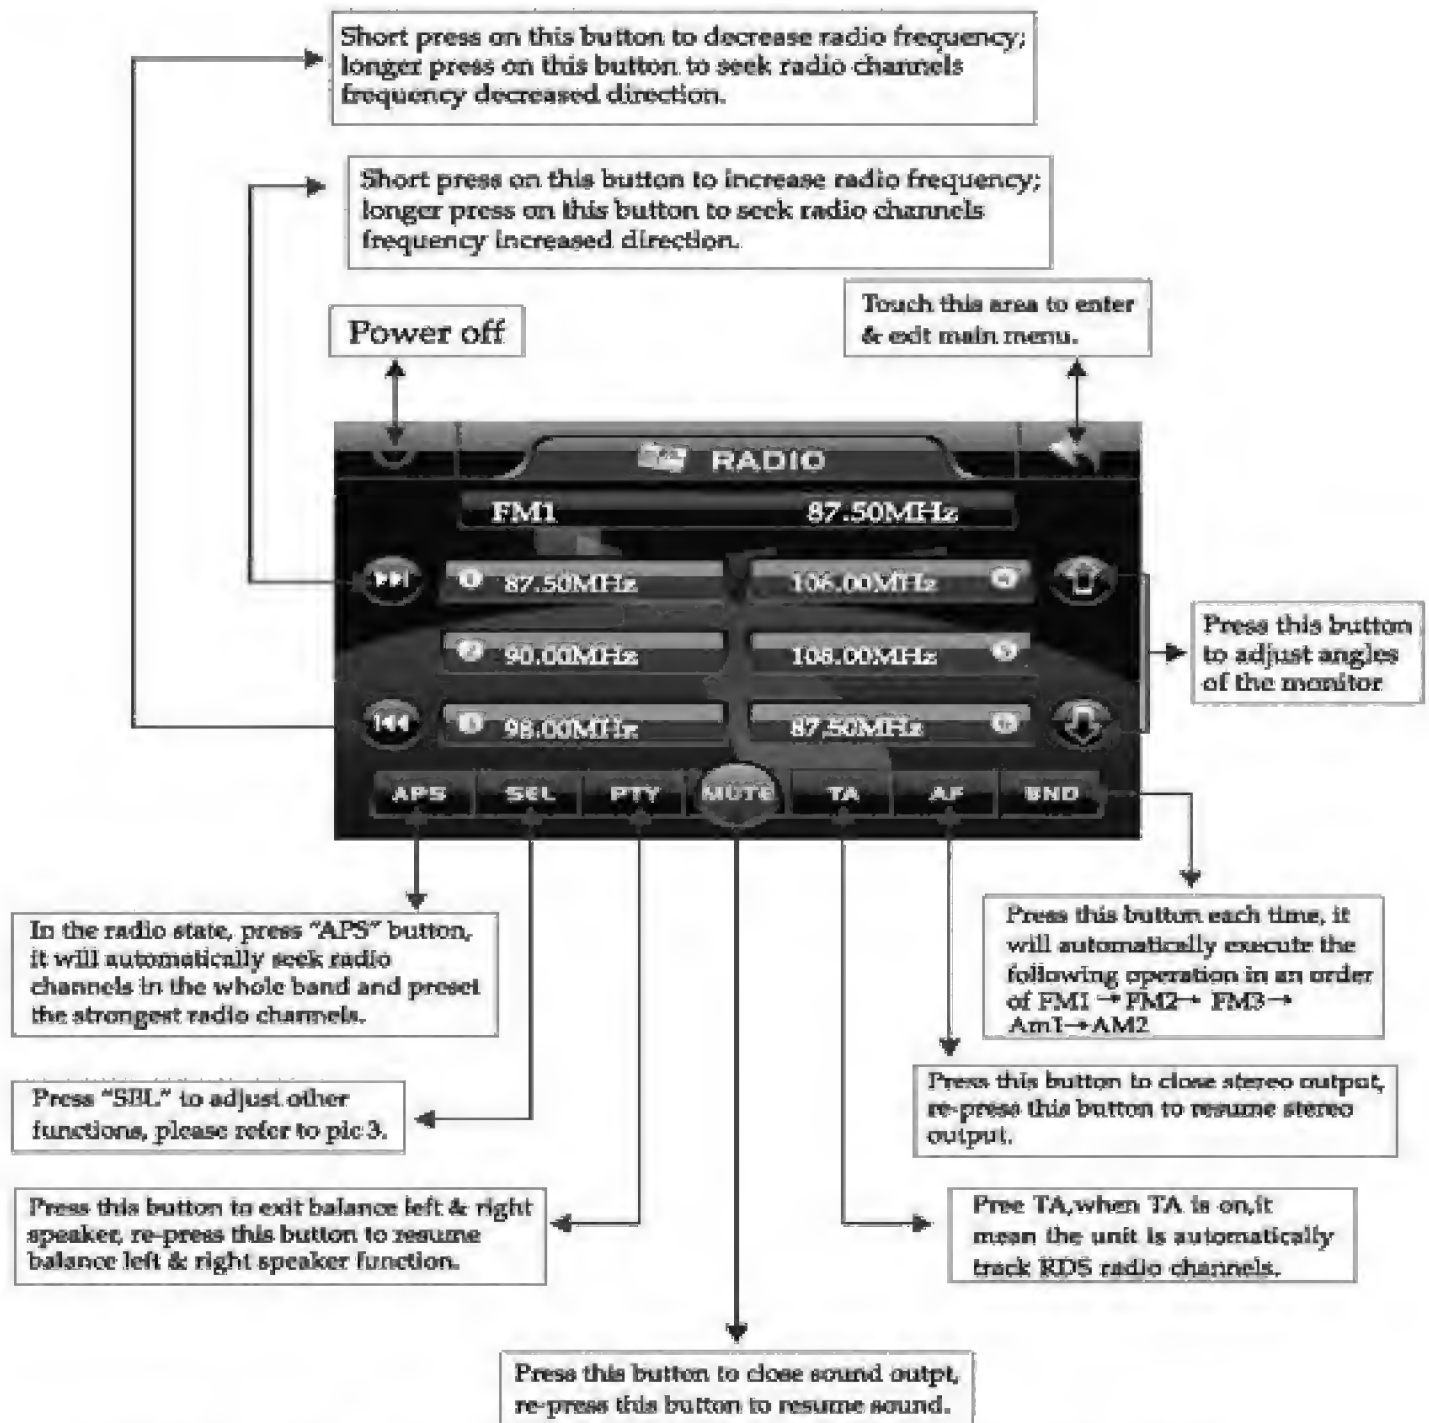 Short press on this button to decrease radio frequency;
longer press on this button to seek radio channels
frequency decreased direction.
Short press on this button to increase radio frequency;
longer press on this button to seek radio channels
frequency increased direction.
Power off
Touch this area to enter
& exit main menu.
RADIO
FM1 87.50MHz
1 87.50MHz 106.00MHz 4
2 90.00MHz 108.00MHz 5
3 98.00MHz 87.50MHz 6
Press this button
to adjust angles
of the monitor
APS SEL PTY MUTE TA AF BND
In the radio state, press "APS" button,
it will automatically seek radio
channels in the whole band and preset
the strongest radio channels.
Press this button each time, it
will automatically execute the
following operation in an order
of FM1 → FM2→ FM3→
Am1→AM2
Press "SEL" to adjust other
functions, please refer to pic 3.
Press this button to close stereo output,
re-press this button to resume stereo
output.
Press this button to exit balance left & right
speaker, re-press this button to resume
balance left & right speaker function.
Pree TA,when TA is on,it
mean the unit is automatically
track RDS radio channels.
Press this button to close sound outpt,
re-press this button to resume sound.